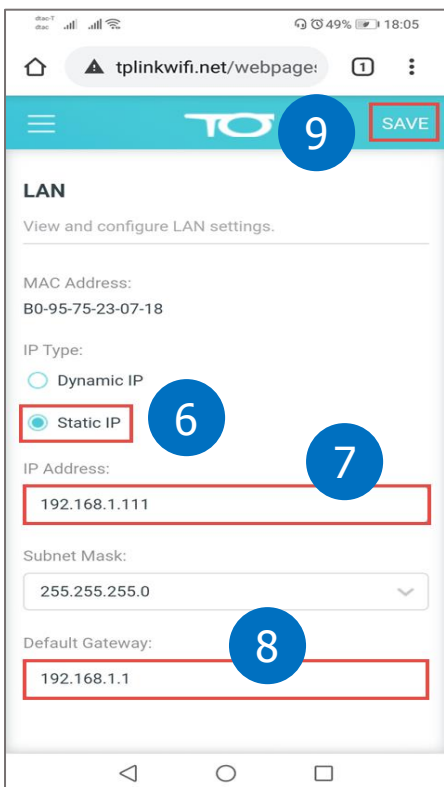 dtac-T
dtac
49% 18:05
tplinkwifi.net/webpage: 1
9 SAVE
LAN
View and configure LAN settings.
MAC Address:
B0-95-75-23-07-18
IP Type:
Dynamic IP
Static IP 6
7
IP Address:
192.168.1.111
Subnet Mask:
255.255.255.0
Default Gateway: 8
192.168.1.1